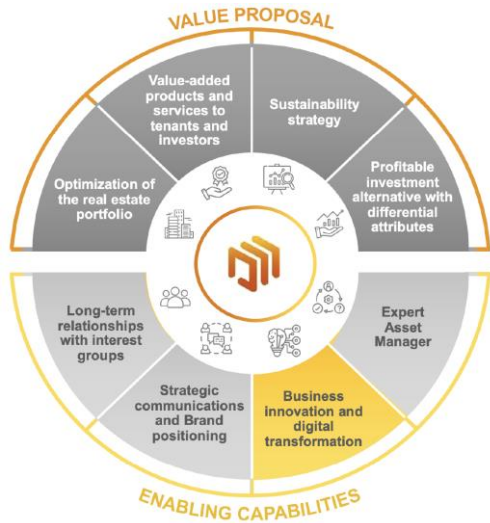 VALUE PROPOSAL
Value-added
products and
services to
tenants and
investors
Sustainability
strategy
Optimization of
the real estate
portfolio
Profitable
investment
alternative with
differential
attributes
Long-term
relationships
with interest
groups
Expert
Asset
Manager
Strategic
communications
and Brand
positioning
Business
innovation and
digital
transformation
ENABLING CAPABILITIES